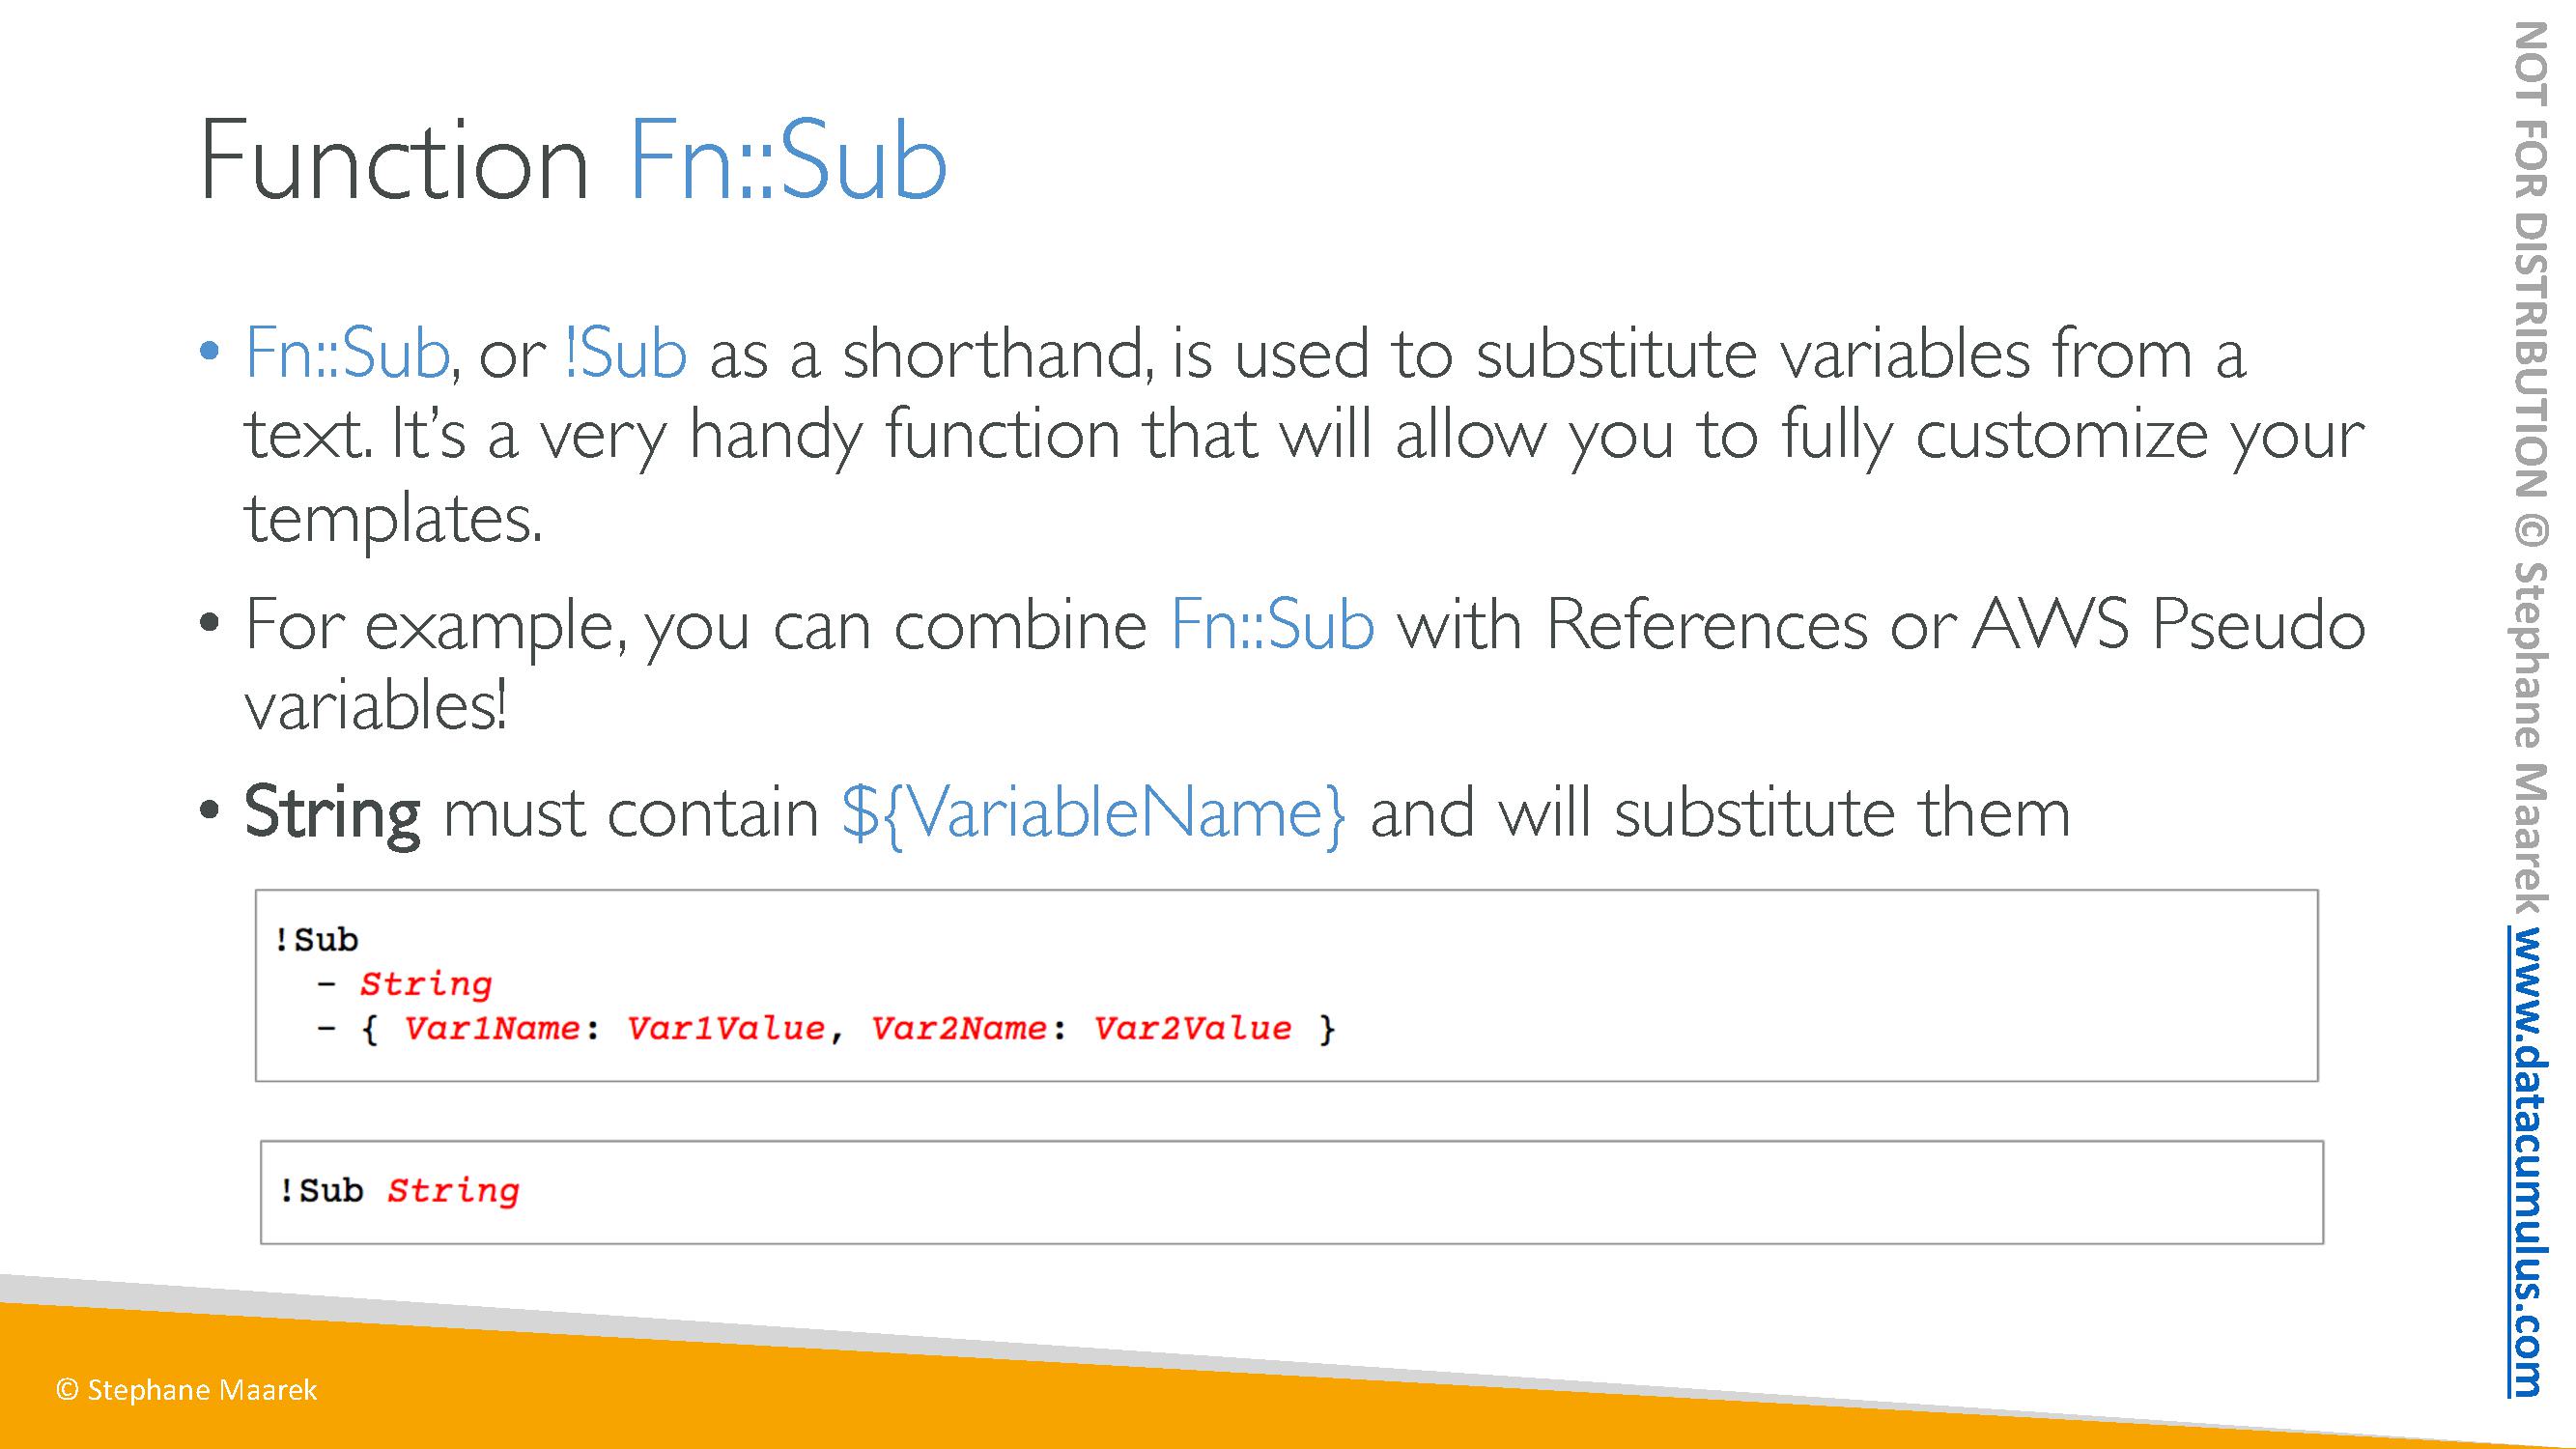 Function Fn::Sub
• Fn::Sub, or !Sub as a shorthand, is used to substitute variables from a
text. It’s a very handy function that will allow you to fully customize your
templates.
• For example, you can combine Fn::Sub with References or AWS Pseudo
variables!
• String must contain ${VariableName} and will substitute them
!Sub
- String
- { Var1Name: Var1Value, Var2Name: Var2Value }
!Sub String
© Stephane Maarek
NOT FOR DISTRIBUTION © Stephane Maarek www.datacumulus.com